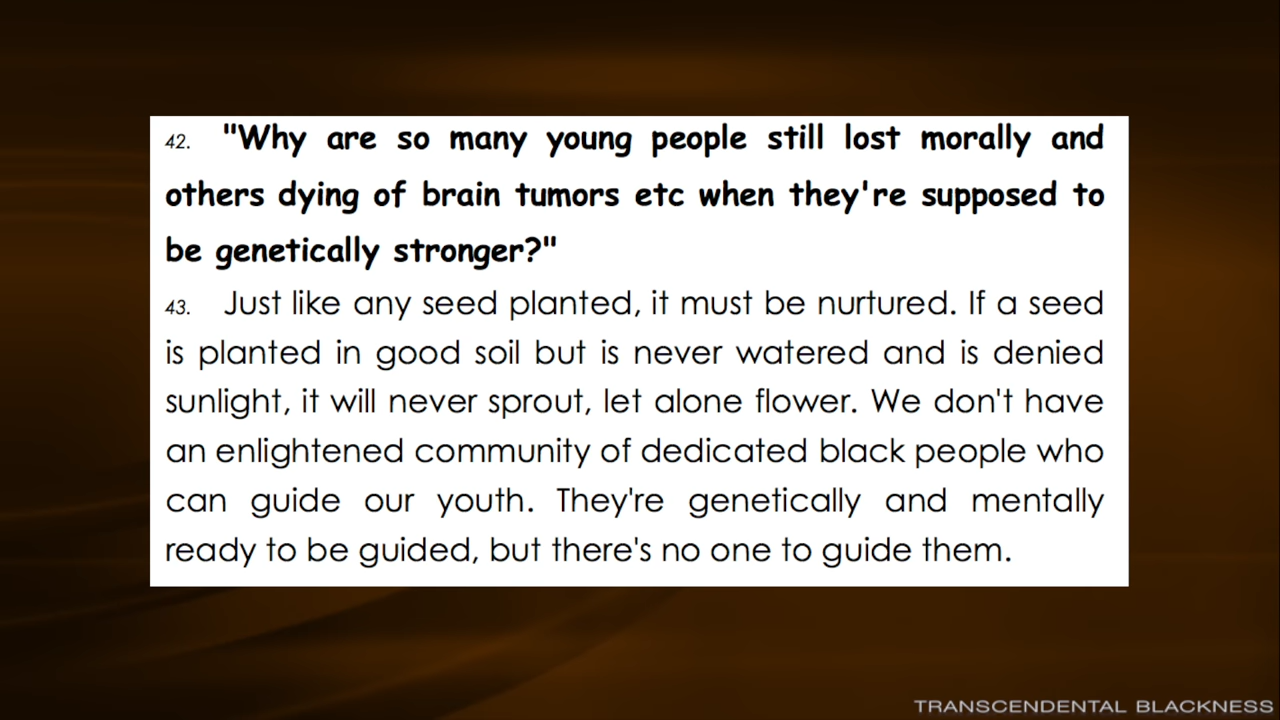 42. "Why are so many young people still lost morally and
others dying of brain tumors etc when they're supposed to
be genetically stronger?"
43. Just like any seed planted, it must be nurtured. If a seed
is planted in good soil but is never watered and is denied
sunlight, it will never sprout, let alone flower. We don't have
an enlightened community of dedicated black people who
can guide our youth. They're genetically and mentally
ready to be guided, but there's no one to guide them.
TRANSCENDENTAL BLACKNESS